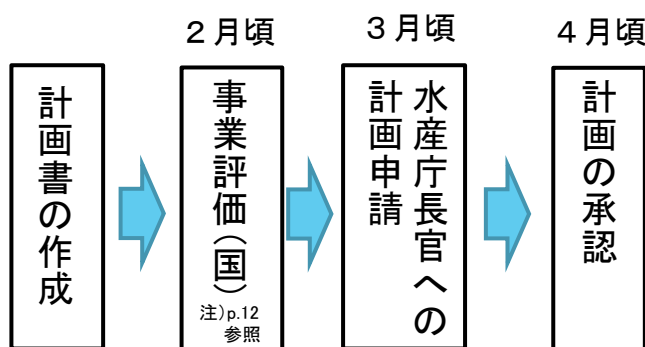 ２月頃
３月頃
４月頃
計画書の作成
事業評価（国）
注)p.12
参照
水産庁長官への
計画申請
計画の承認